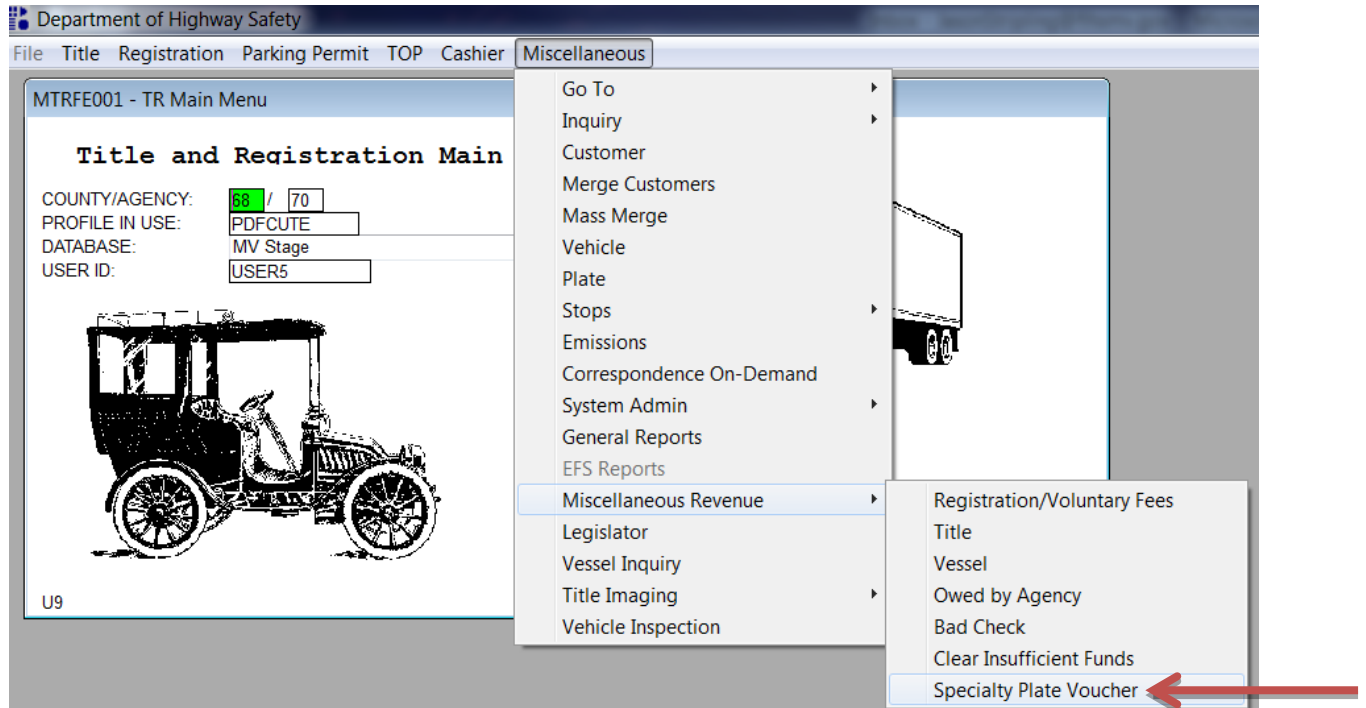 Department of Highway Safety
File Title Registration Parking Permit TOP Cashier Miscellaneous
MTRFE001 - TR Main Menu
Title and Registration Main
COUNTY/AGENCY: 68 / 70
PROFILE IN USE: PDFCUTE
DATABASE: MV Stage
USER ID: USER5
U9
Go To
Inquiry
Customer
Merge Customers
Mass Merge
Vehicle
Plate
Stops
Emissions
Correspondence On-Demand
System Admin
General Reports
EFS Reports
Miscellaneous Revenue
Legislator
Vessel Inquiry
Title Imaging
Vehicle Inspection
Registration/Voluntary Fees
Title
Vessel
Owed by Agency
Bad Check
Clear Insufficient Funds
Specialty Plate Voucher